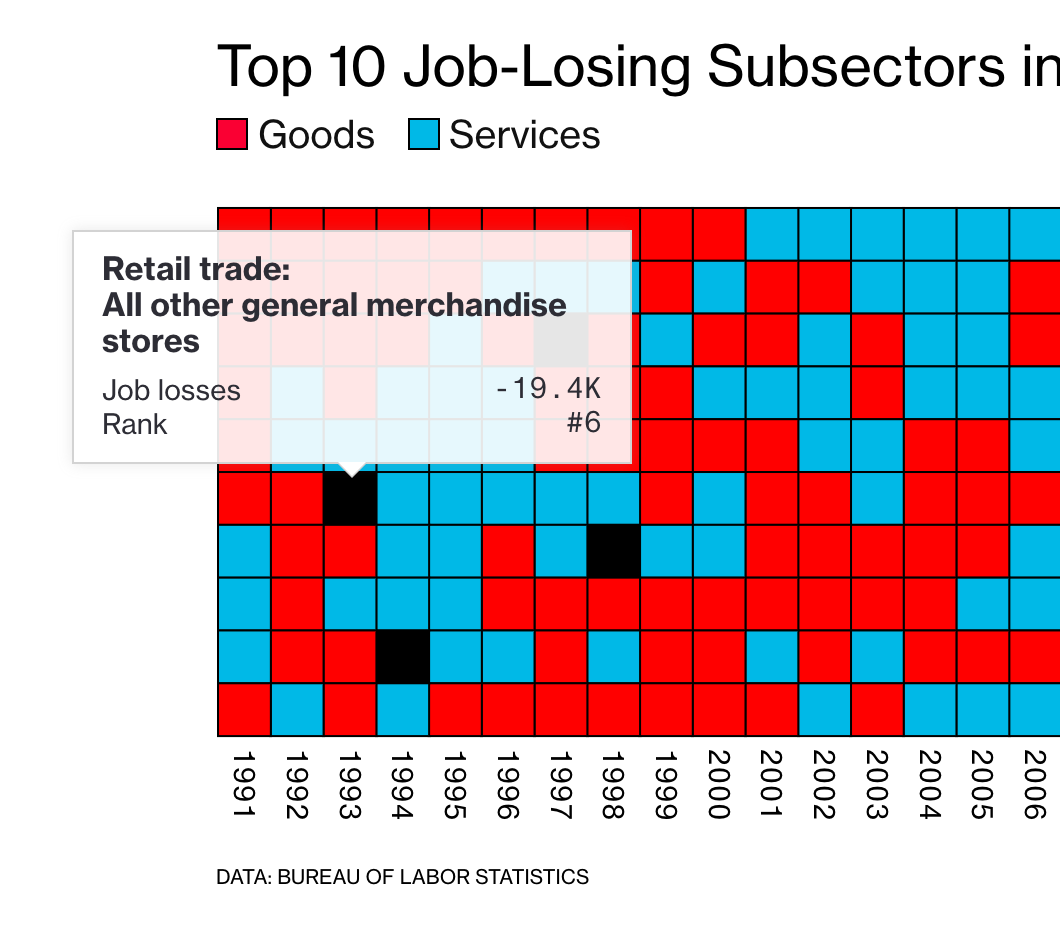 Top 10 Job-Losing Subsectors in
Goods
Services
Retail trade:
All other general merchandise
stores
Job losses -19.4K
Rank #6
1991 1992 1993 1994 1995 1996 1997 1998 1999 2000 2001 2002 2003 2004 2005 2006
DATA: BUREAU OF LABOR STATISTICS